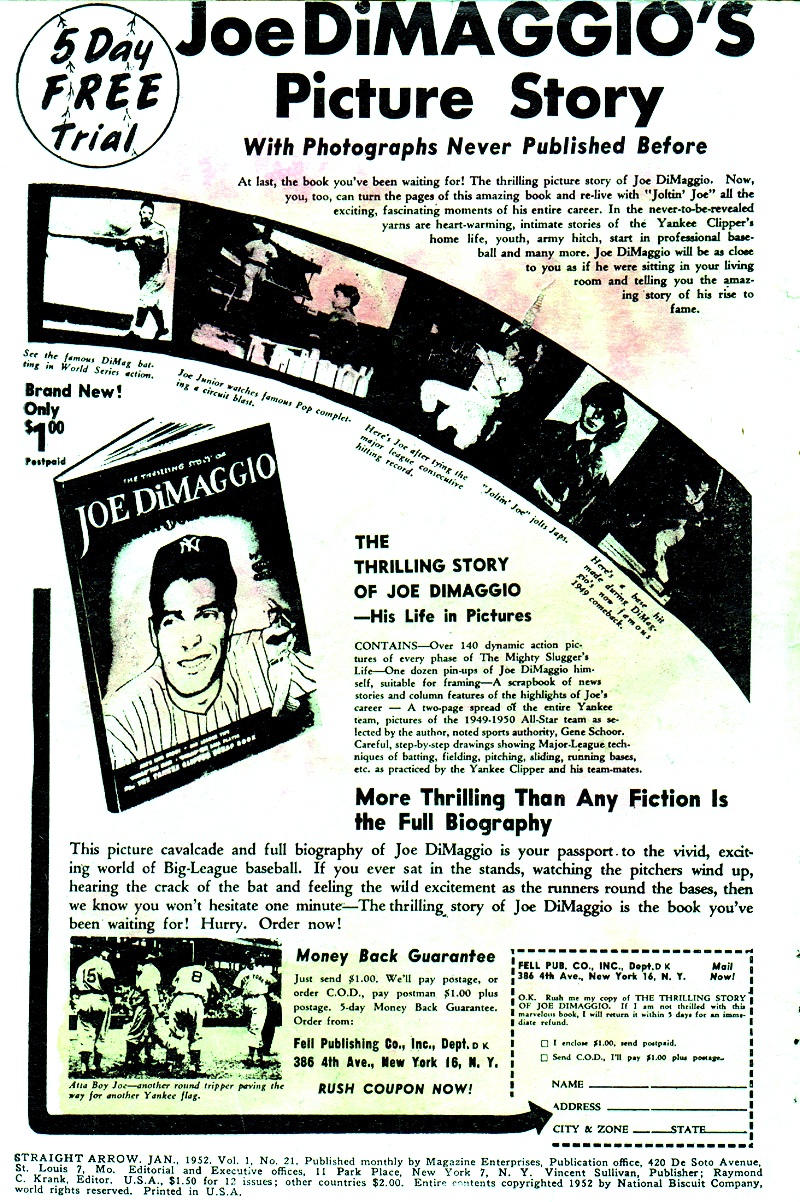 5 Day
FREE
Trial
Joe DiMAGGIO'S
Picture Story
With Photographs Never Published Before
At last, the book you've been waiting for! The thrilling picture story of Joe DiMaggio. Now,
you, too, can turn the pages of this amazing book and re-live with "Joltin' Joe" all the
exciting, fascinating moments of his entire career. In the never-to-be-revealed
yarns are heart-warming, intimate stories of the Yankee Clipper's
home life, youth, army hitch, start in professional base-
ball and many more. Joe DiMaggio will be as close
to you as if he were sitting in your living
room and telling you the amaz-
ing story of his rise to
fame.
See the famous DiMag bat-
ting in World Series action.
Joe Junior watches famous Pop complet-
ing a circuit blast.
Here's Joe after tying the
major league consecutive
hitting record.
"Joltin' Joe" jolts Japs.
Here's a base hit
made during DiMag-
gio's now famous
1949 comeback.
Brand New!
Only
$1.00
Postpaid
THE THRILLING STORY OF
JOE DiMAGGIO
NY
THE YANKEE CLIPPER SCRAP BOOK
THE
THRILLING STORY
OF JOE DIMAGGIO
—His Life in Pictures
CONTAINS—Over 140 dynamic action pic-
tures of every phase of The Mighty Slugger's
Life—One dozen pin-ups of Joe DiMaggio him-
self, suitable for framing—A scrapbook of news
stories and column features of the highlights of Joe's
career — A two-page spread of the entire Yankee
team, pictures of the 1949-1950 All-Star team as se-
lected by the author, noted sports authority, Gene Schoor.
Careful, step-by-step drawings showing Major-League tech-
niques of batting, fielding, pitching, sliding, running bases,
etc. as practiced by the Yankee Clipper and his team-mates.
More Thrilling Than Any Fiction Is
the Full Biography
This picture cavalcade and full biography of Joe DiMaggio is your passport to the vivid, excit-
ing world of Big-League baseball. If you ever sat in the stands, watching the pitchers wind up,
hearing the crack of the bat and feeling the wild excitement as the runners round the bases, then
we know you won't hesitate one minute—The thrilling story of Joe DiMaggio is the book you've
been waiting for! Hurry. Order now!
15
8
Atta Boy Joe—another round tripper paving the
way for another Yankee flag.
Money Back Guarantee
Just send $1.00. We'll pay postage, or
order C.O.D., pay postman $1.00 plus
postage. 5-day Money Back Guarantee.
Order from:
Fell Publishing Co., Inc., Dept. D K
386 4th Ave., New York 16, N. Y.
RUSH COUPON NOW!
FELL PUB. CO., INC., Dept. D K Mail
386 4th Ave., New York 16, N. Y. Now!
O.K. Rush me my copy of THE THRILLING STORY
OF JOE DIMAGGIO. If I am not thrilled with this
marvelous book, I will return it within 5 days for an imme-
diate refund.
I enclose $1.00, send postpaid.
Send C.O.D., I'll pay $1.00 plus postage.
NAME
ADDRESS
CITY & ZONE STATE
STRAIGHT ARROW, JAN., 1952, Vol. 1, No. 21, Published monthly by Magazine Enterprises, Publication office, 420 De Soto Avenue,
St. Louis 7, Mo. Editorial and Executive offices, 11 Park Place, New York 7, N. Y. Vincent Sullivan, Publisher; Raymond
C. Krank, Editor. U.S.A., $1.50 for 12 issues; other countries $2.00. Entire contents copyrighted 1952 by National Biscuit Company,
world rights reserved. Printed in U.S.A.